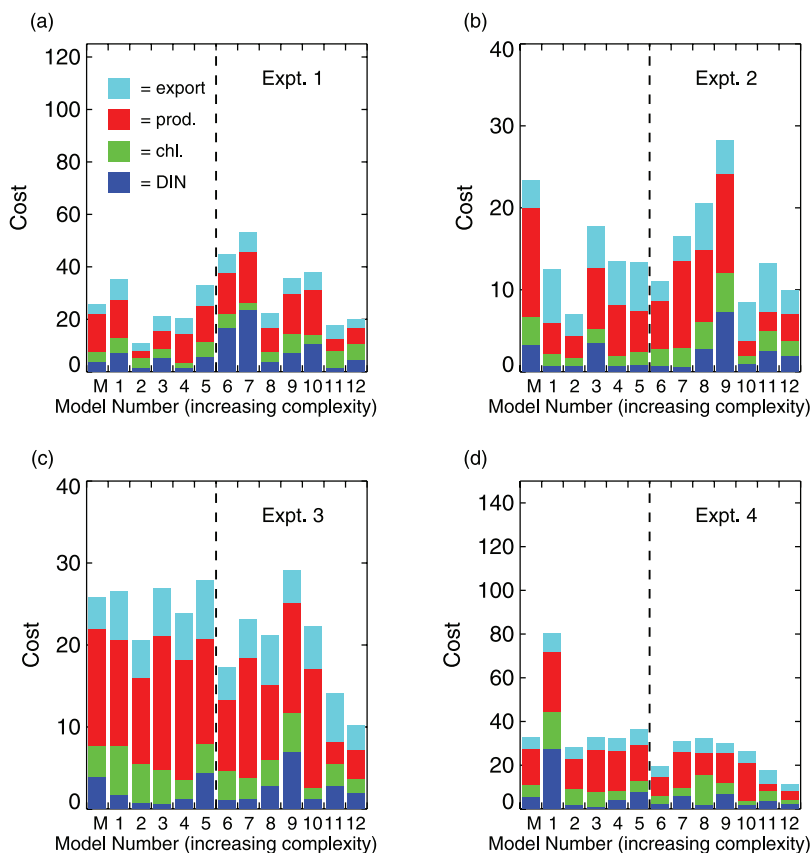 (a)
120
100
80
60
40
20
0
Cost
Expt. 1
= export
= prod.
= chl.
= DIN
M 1 2 3 4 5 6 7 8 9 10 11 12
Model Number (increasing complexity)
(b)
40
30
20
10
0
Cost
Expt. 2
M 1 2 3 4 5 6 7 8 9 10 11 12
Model Number (increasing complexity)
(c)
40
30
20
10
0
Cost
Expt. 3
M 1 2 3 4 5 6 7 8 9 10 11 12
Model Number (increasing complexity)
(d)
140
120
100
80
60
40
20
0
Cost
Expt. 4
M 1 2 3 4 5 6 7 8 9 10 11 12
Model Number (increasing complexity)